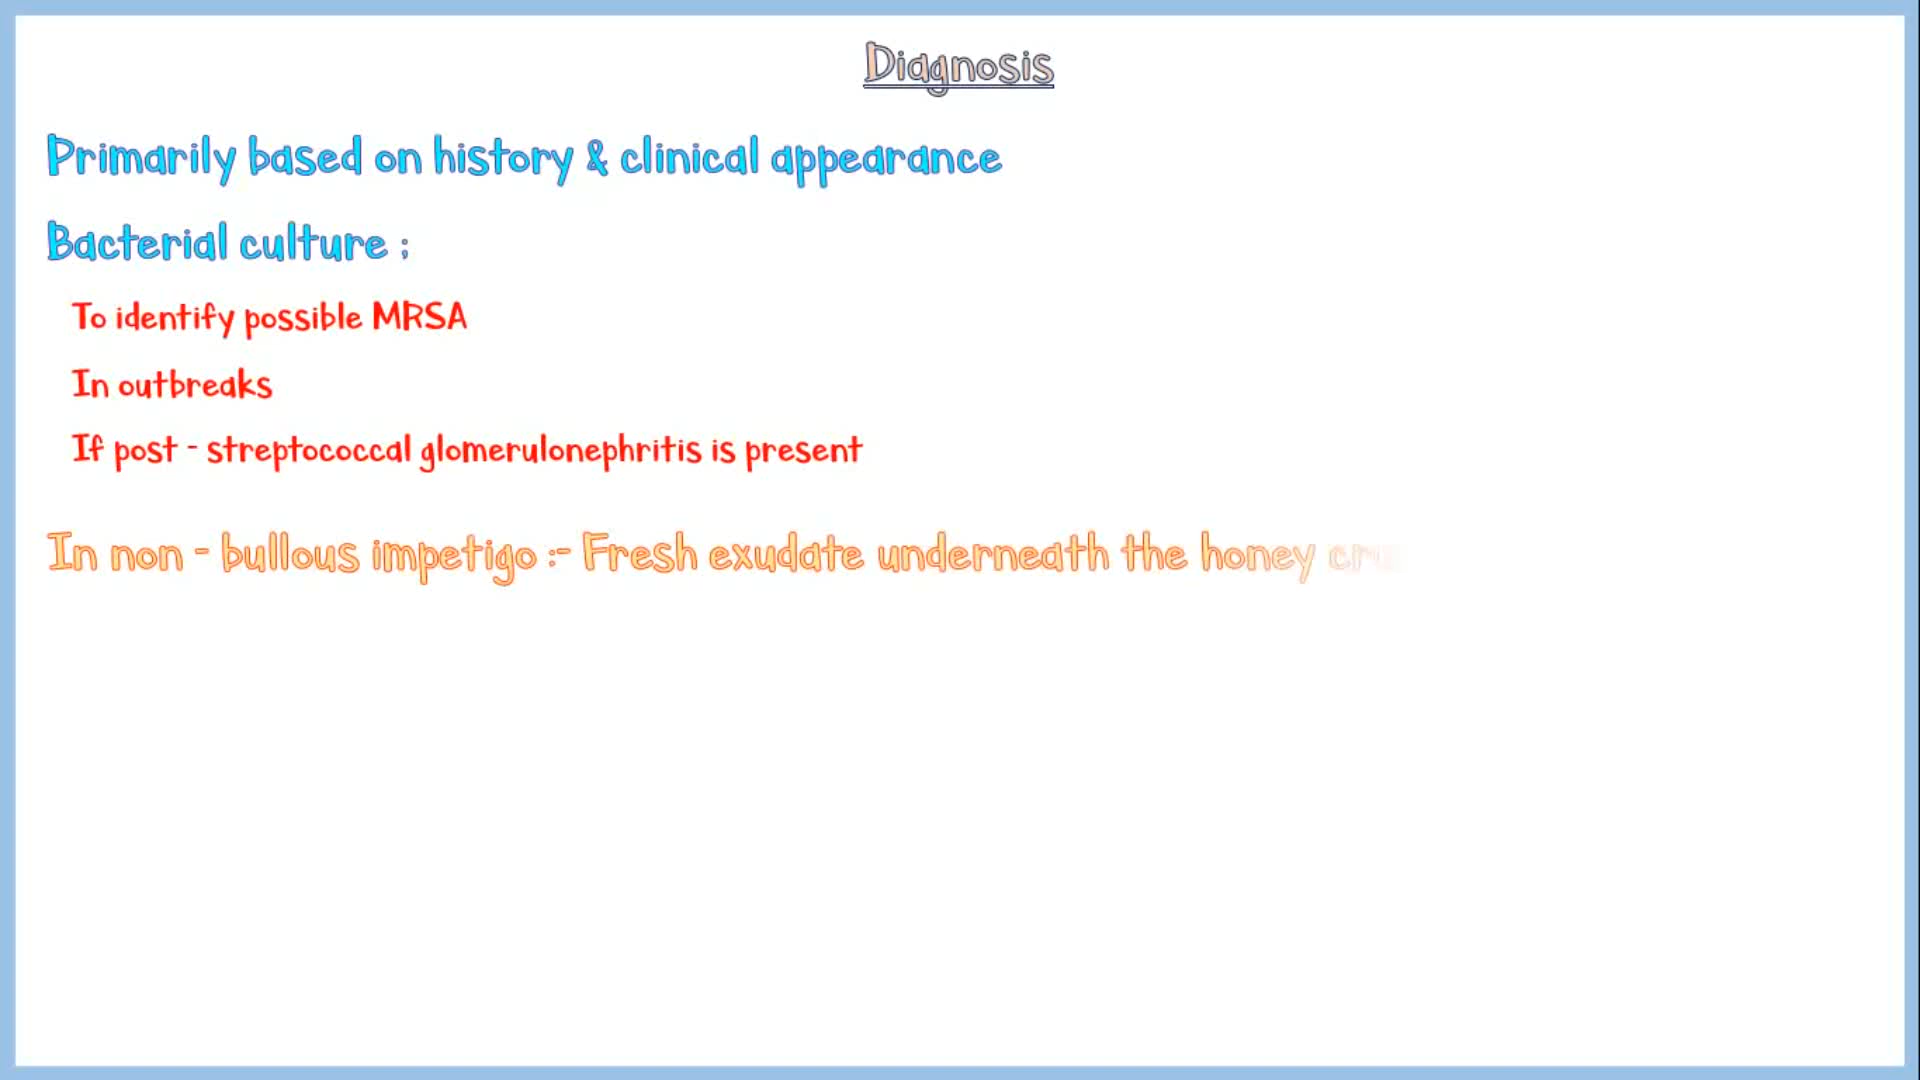 Diagnosis
Primarily based on history & clinical appearance
Bacterial culture ;
To identify possible MRSA
In outbreaks
If post - streptococcal glomerulonephritis is present
In non - bullous impetigo :- Fresh exudate underneath the honey